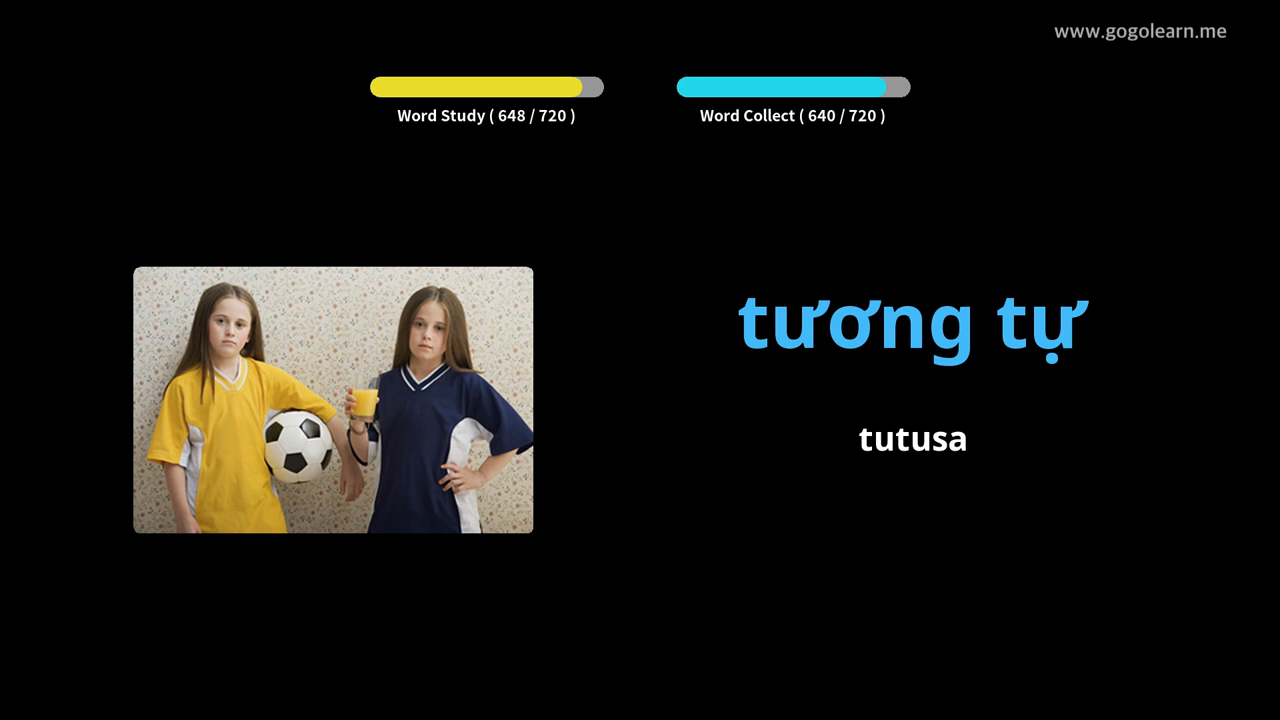 www.gogolearn.me
Word Study ( 648 / 720 )
Word Collect ( 640 / 720 )
tương tự
tutusa